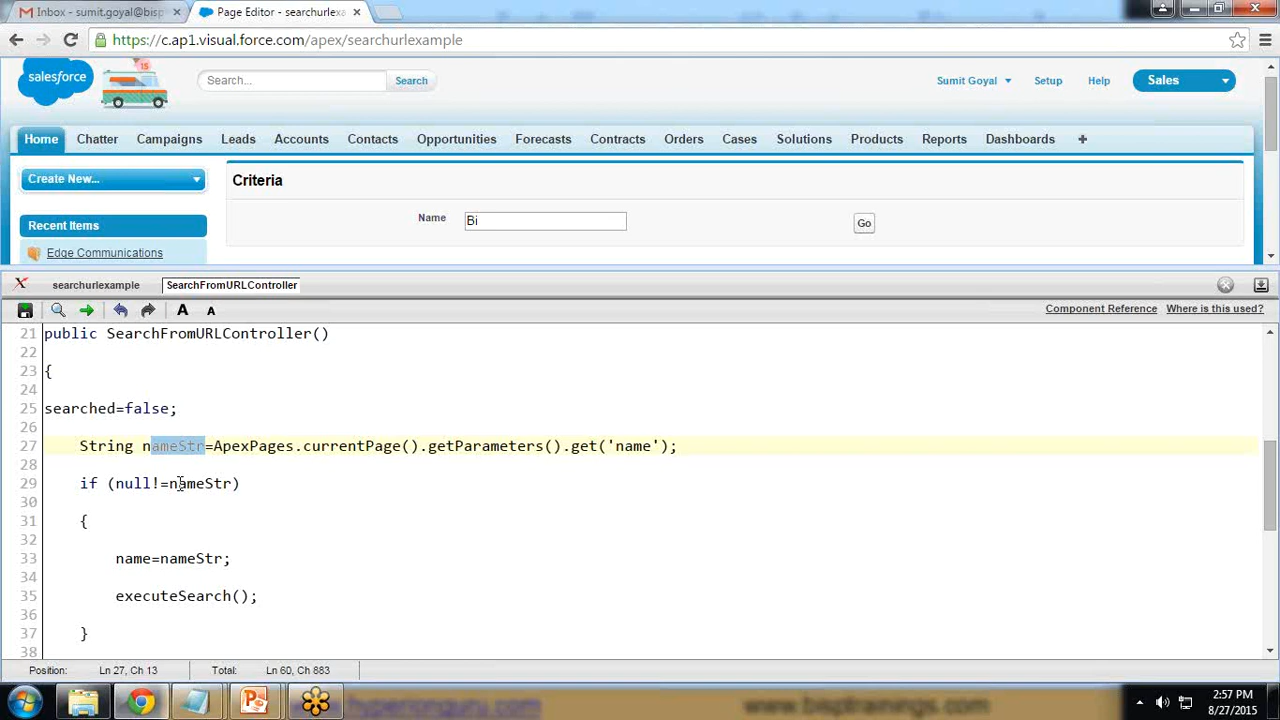 Inbox - sumit.goyal@bisp
Page Editor - searchurlexa
https://c.ap1.visual.force.com/apex/searchurlexample
salesforce
15
Search...
Search
Sumit Goyal
Setup
Help
Sales
Home
Chatter
Campaigns
Leads
Accounts
Contacts
Opportunities
Forecasts
Contracts
Orders
Cases
Solutions
Products
Reports
Dashboards
+
Create New...
Criteria
Name
Bi
Go
Recent Items
Edge Communications
searchurlexample
SearchFromURLController
A
A
Component Reference
Where is this used?
21 public SearchFromURLController()
22
23 {
24
25 searched=false;
26
27 String nameStr=ApexPages.currentPage().getParameters().get('name');
28
29 if (null!=nameStr)
30
31 {
32
33 name=nameStr;
34
35 executeSearch();
36
37 }
38
Position:
Ln 27, Ch 13
Total:
Ln 60, Ch 883
2:57 PM
8/27/2015